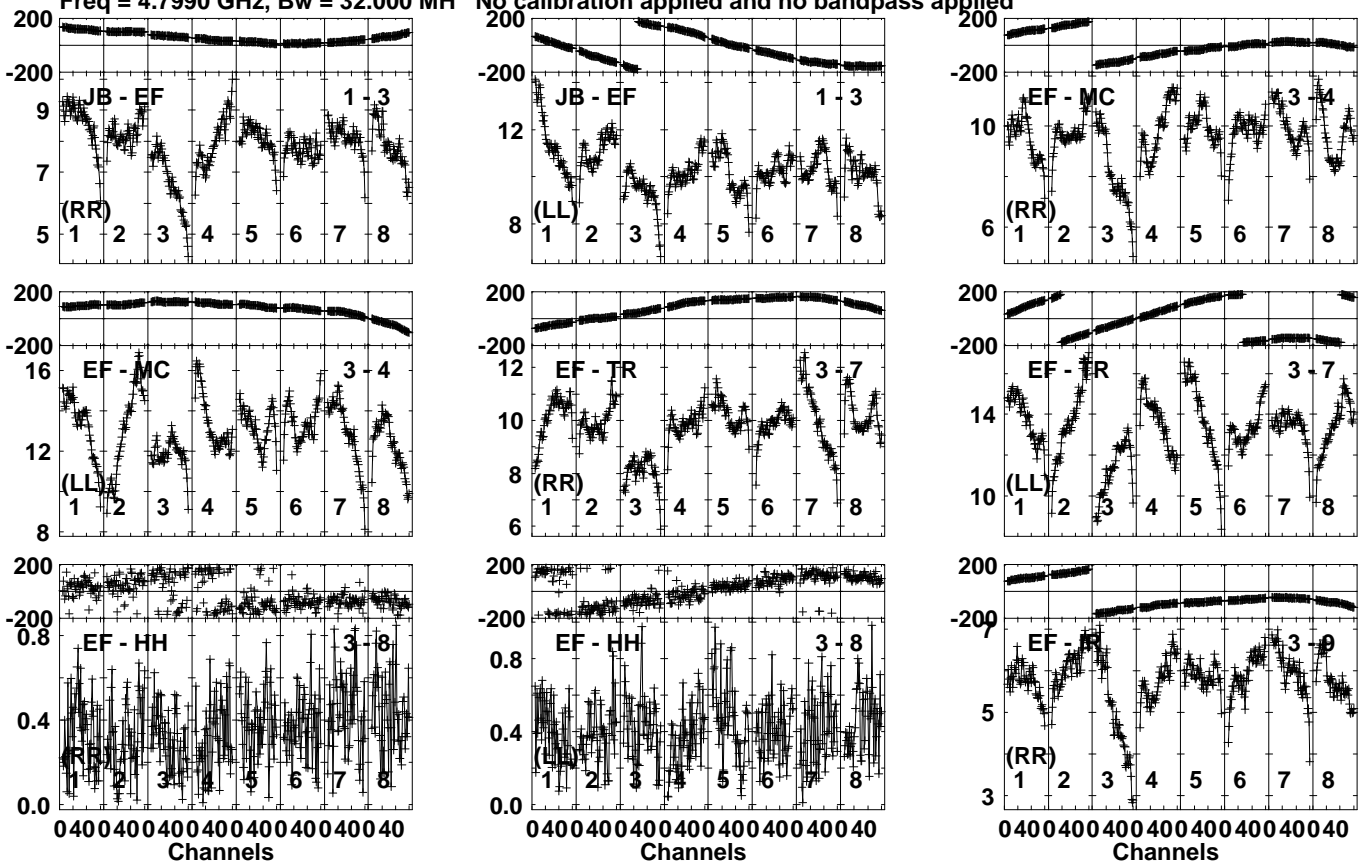 Freq = 4.7990 GHz, Bw = 32.000 MH No calibration applied and no bandpass applied
200
-200
JB - EF 1 - 3
9
7
5
(RR)
1 2 3 4 5 6 7 8
200
-200
JB - EF 1 - 3
12
8
(LL)
1 2 3 4 5 6 7 8
200
-200
EF - MC 3 - 4
10
6
(RR)
1 2 3 4 5 6 7 8
200
-200
EF - MC 3 - 4
16
12
8
(LL)
1 2 3 4 5 6 7 8
200
-200
EF - TR 3 - 7
12
10
8
6
(RR)
1 2 3 4 5 6 7 8
200
-200
EF - TR 3 - 7
14
10
(LL)
1 2 3 4 5 6 7 8
200
-200
EF - HH 3 - 8
0.8
0.4
0.0
(RR)
1 2 3 4 5 6 7 8
0 40 0 40 0 40 0 40 0 40 0 40 0 40 0 40
Channels
200
-200
EF - HH 3 - 8
0.8
0.4
0.0
(LL)
1 2 3 4 5 6 7 8
0 40 0 40 0 40 0 40 0 40 0 40 0 40 0 40
Channels
200
-200
EF - 3 - 9
7
5
3
(RR)
1 2 3 4 5 6 7 8
0 40 0 40 0 40 0 40 0 40 0 40 0 40 0 40
Channels